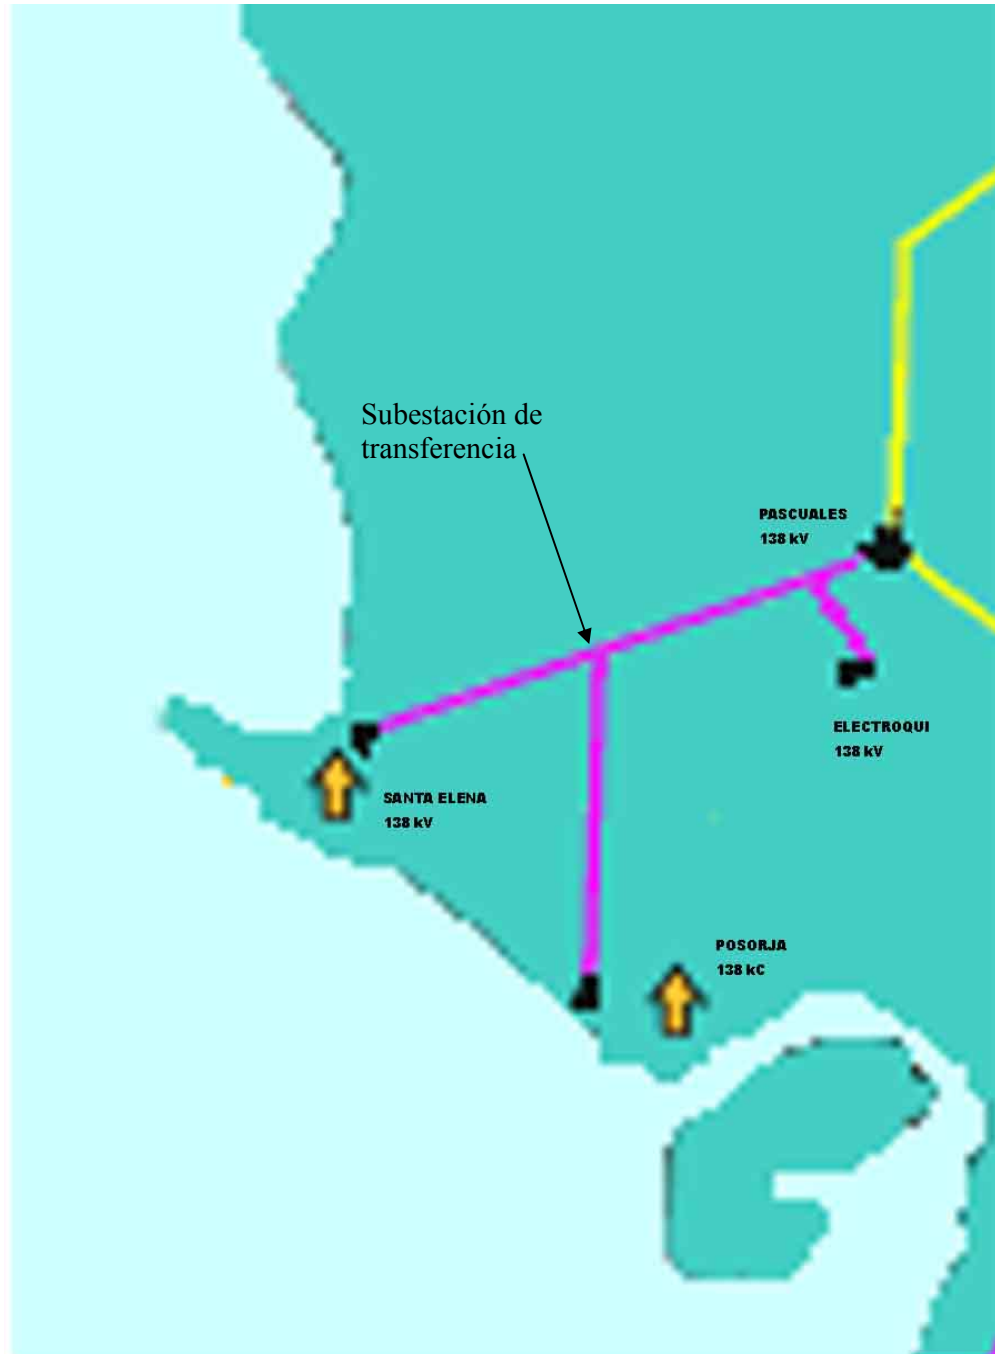 Subestación de
transferencia
PASCUALES
138 kV
ELECTROQUI
138 kV
SANTA ELENA
138 kV
POSORJA
138 kC